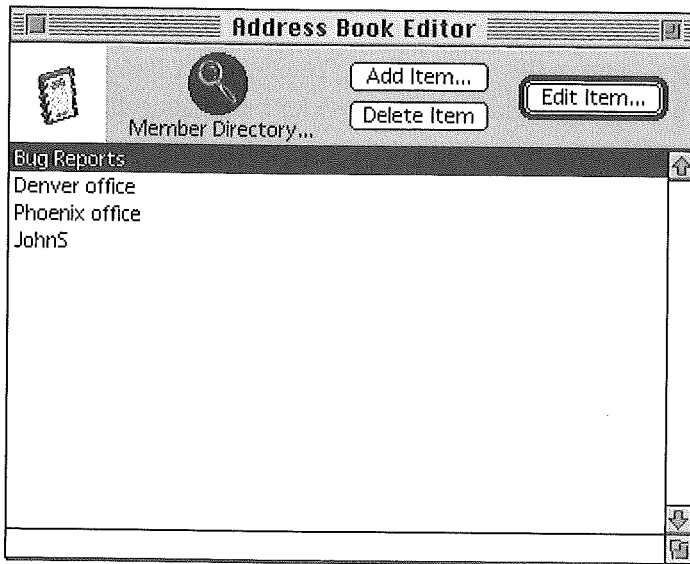 Address Book Editor
Member Directory...
Add Item...
Delete Item
Edit Item...
Bug Reports
Denver office
Phoenix office
JohnS